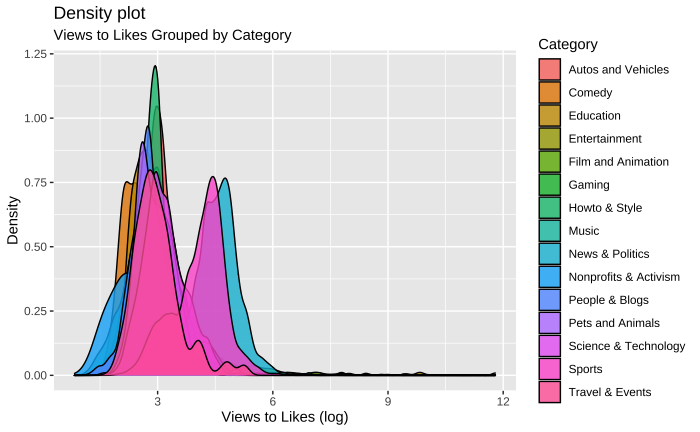 Density plot
Views to Likes Grouped by Category
1.25
1.00
0.75
0.50
0.25
0.00
Density
3
6
9
12
Views to Likes (log)
Category
Autos and Vehicles
Comedy
Education
Entertainment
Film and Animation
Gaming
Howto & Style
Music
News & Politics
Nonprofits & Activism
People & Blogs
Pets and Animals
Science & Technology
Sports
Travel & Events